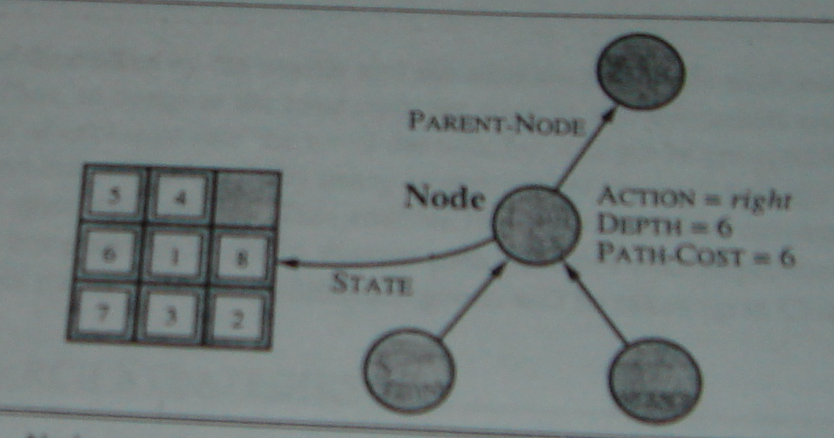 PARENT-NODE
Node
ACTION = right
DEPTH = 6
PATH-COST = 6
STATE
5 4
6 1 8
7 3 2